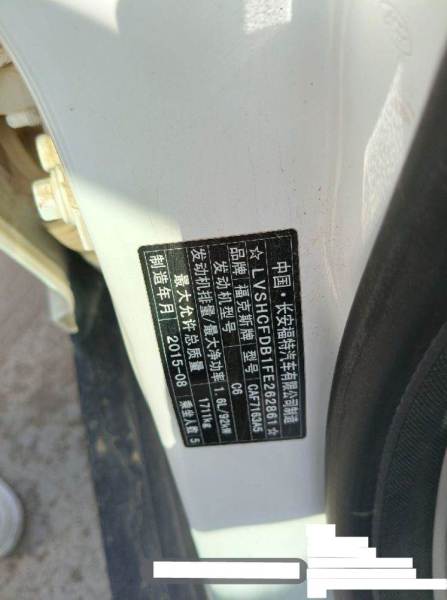 中国·长安福特汽车有限公司制造
☆LVSHCFDB1FE262861☆
品牌 福克斯牌 型号 CAF7163A5
发动机型号 C6
发动机排量/最大净功率 1.6L/92kW
最大允许总质量 1711kg
制造年月 2015-08 乘坐人数 5